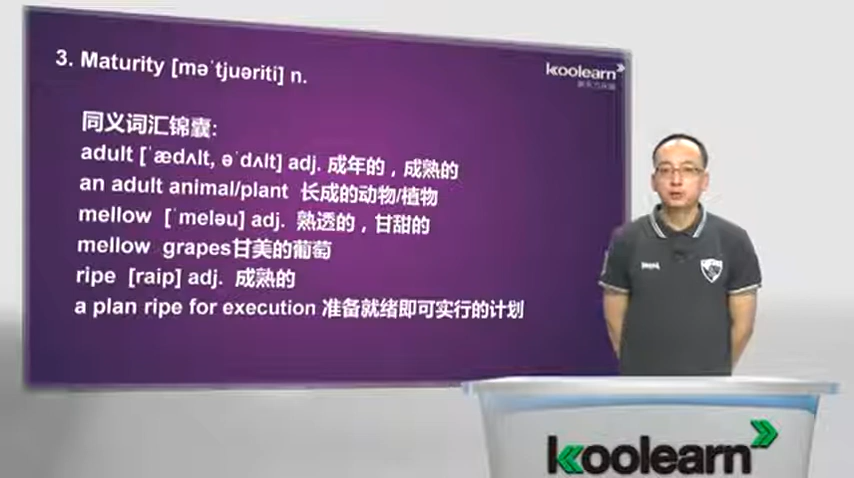 3. Maturity [məˈtjuəriti] n.
koolearn
新东方在线
同义词汇锦囊:
adult [ˈædʌlt, əˈdʌlt] adj. 成年的，成熟的
an adult animal/plant 长成的动物/植物
mellow [ˈmeləu] adj. 熟透的，甘甜的
mellow grapes甘美的葡萄
ripe [raip] adj. 成熟的
a plan ripe for execution 准备就绪即可实行的计划
koolearn